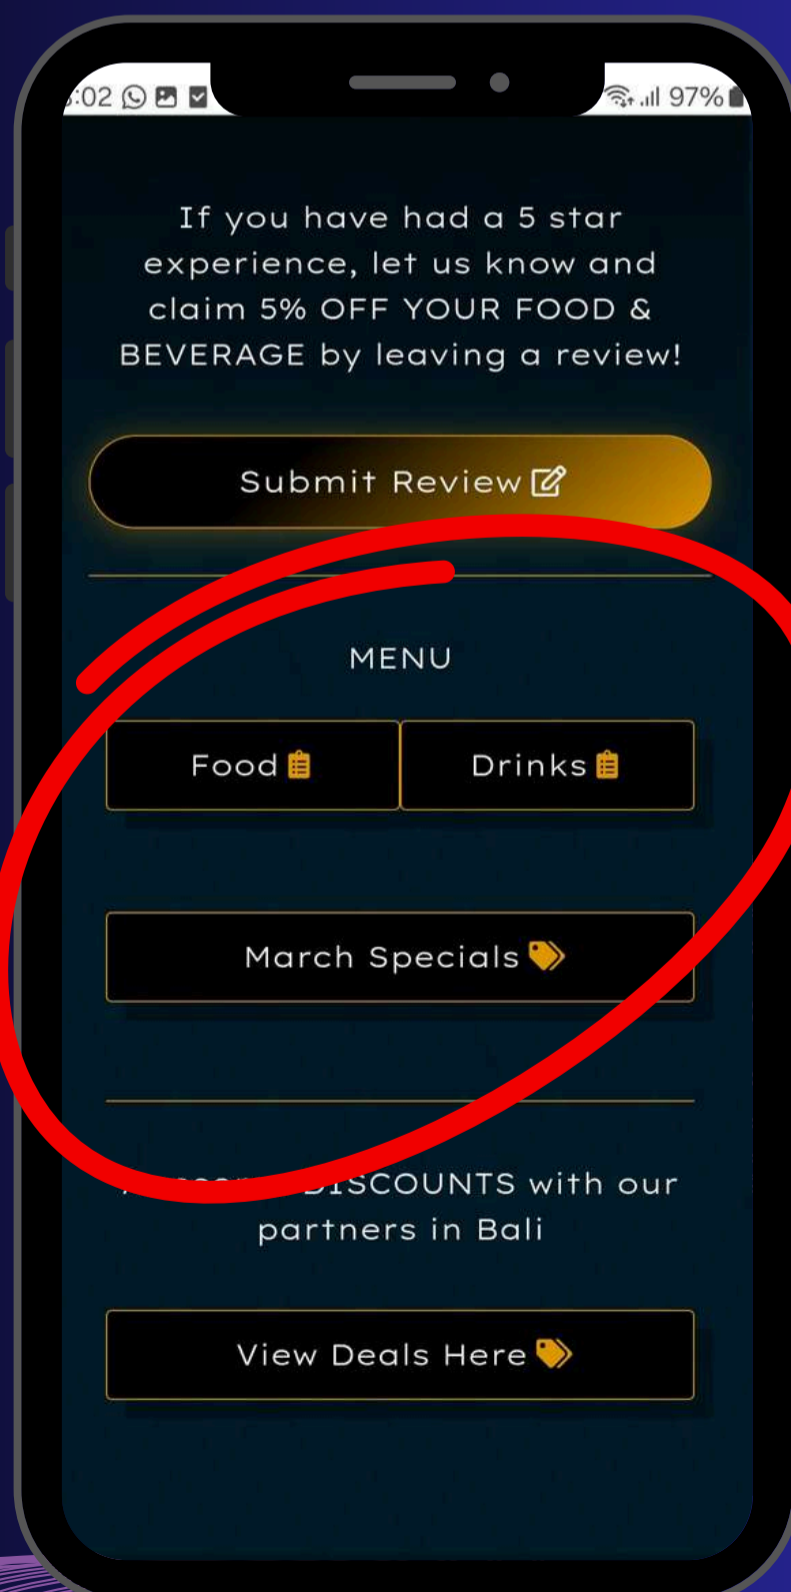 :02
97%
If you have had a 5 star
experience, let us know and
claim 5% OFF YOUR FOOD &
BEVERAGE by leaving a review!
Submit Review
MENU
Food
Drinks
March Specials
DISCOUNTS with our
partners in Bali
View Deals Here